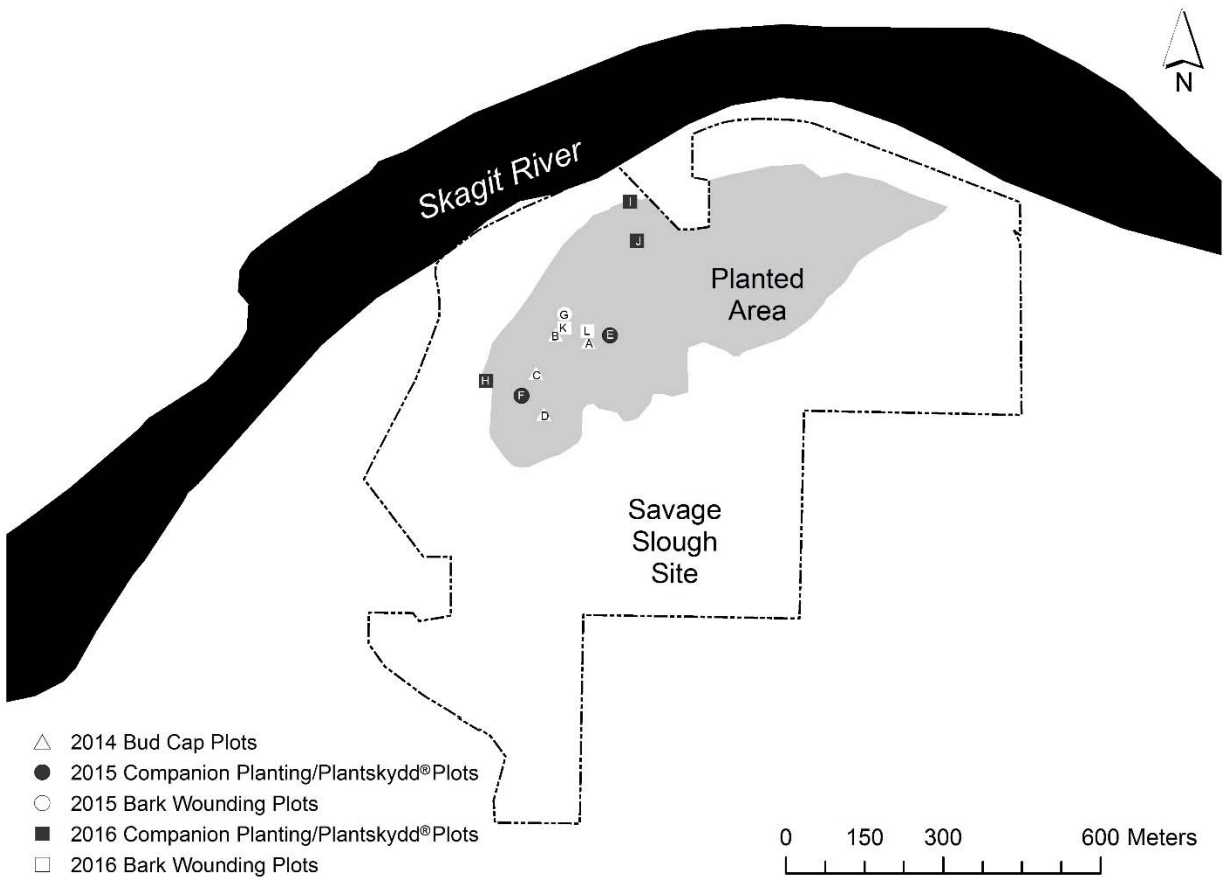 N
Skagit River
I
J
Planted
Area
G
K
L
B
A
E
C
H
F
D
Savage
Slough
Site
2014 Bud Cap Plots
2015 Companion Planting/Plantskydd® Plots
2015 Bark Wounding Plots
2016 Companion Planting/Plantskydd® Plots
2016 Bark Wounding Plots
0 150 300 600 Meters